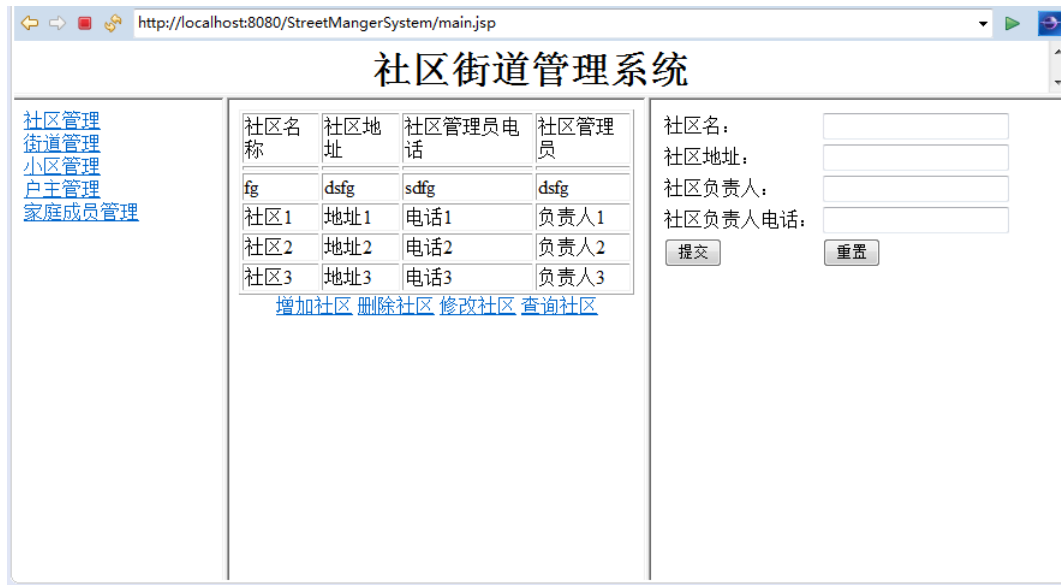 http://localhost:8080/StreetMangerSystem/main.jsp
社区街道管理系统
社区管理
街道管理
小区管理
户主管理
家庭成员管理
社区名称 社区地址 社区管理员电话 社区管理员
fg dsfg sdfg dsfg
社区1 地址1 电话1 负责人1
社区2 地址2 电话2 负责人2
社区3 地址3 电话3 负责人3
增加社区 删除社区 修改社区 查询社区
社区名：
社区地址：
社区负责人：
社区负责人电话：
提交 重置